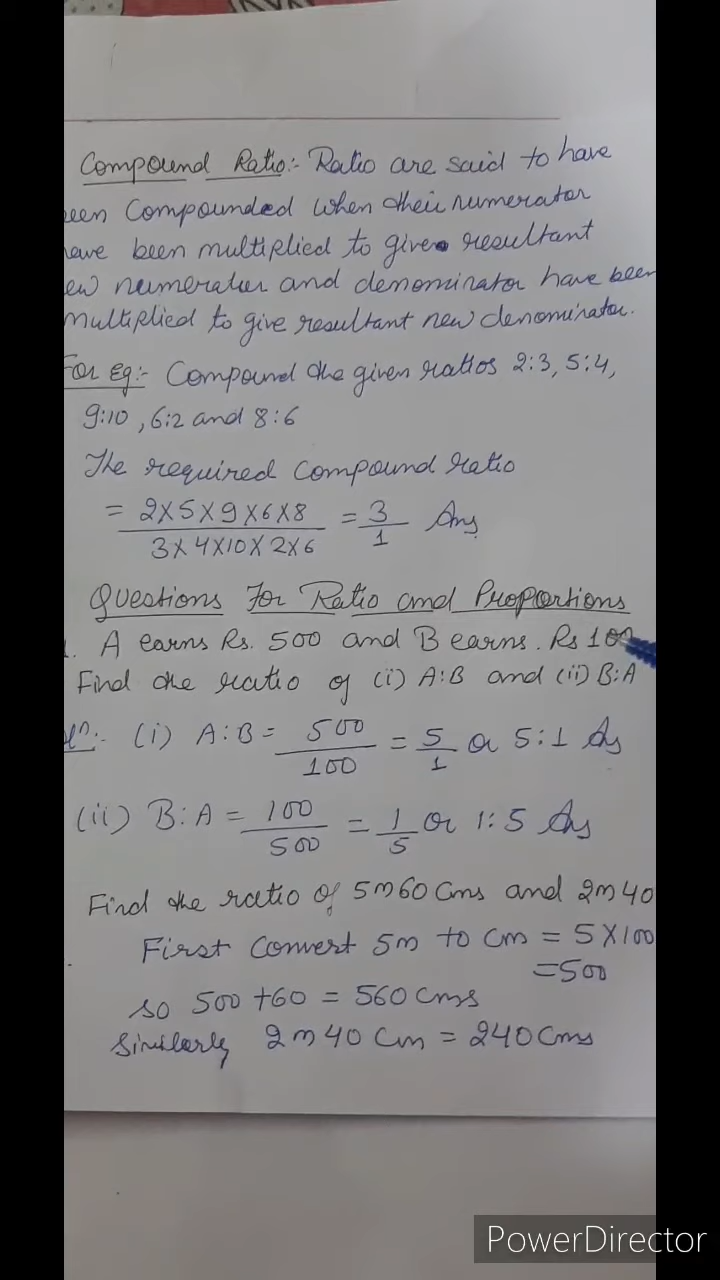 Compound Ratio:- Ratio are said to have
een Compounded when their numerator
ave been multiplied to give resultant
ew numerator and denominator have been
multiplied to give resultant new denominator.
For Eg:- Compound the given ratios 2:3, 5:4,
9:10, 6:2 and 8:6
The required compound ratio
= 2X5X9X6X8 / 3X4X10X2X6 = 3/1 Ans
Questions For Ratio and Proportions
1. A earns Rs. 500 and B earns. Rs 100
Find the ratio of (i) A:B and (ii) B:A
oln:- (i) A:B = 500/100 = 5/1 or 5:1 Ans
(ii) B:A = 100/500 = 1/5 or 1:5 Ans
Find the ratio of 5m60 Cms and 2m40
First Convert 5m to Cm = 5X100
=500
so 500+60 = 560 Cms
Similarly 2m40 Cm = 240 Cms
PowerDirector